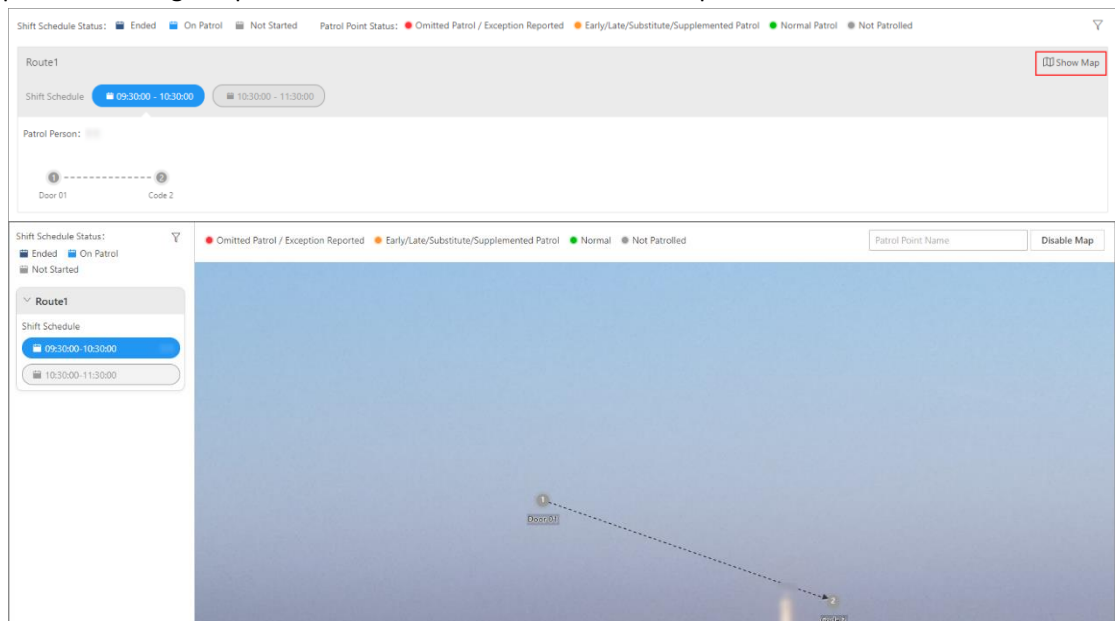 Shift Schedule Status: Ended On Patrol Not Started Patrol Point Status: Omitted Patrol / Exception Reported Early/Late/Substitute/Supplemented Patrol Normal Patrol Not Patrolled
Route1 Show Map
Shift Schedule 09:30:00 - 10:30:00 10:30:00 - 11:30:00
Patrol Person:
1 2
Door 01 Code 2
Shift Schedule Status:
Ended On Patrol
Not Started
Omitted Patrol / Exception Reported Early/Late/Substitute/Supplemented Patrol Normal Not Patrolled Patrol Point Name Disable Map
Route1
Shift Schedule
09:30:00-10:30:00
10:30:00-11:30:00
1
Door 01
2